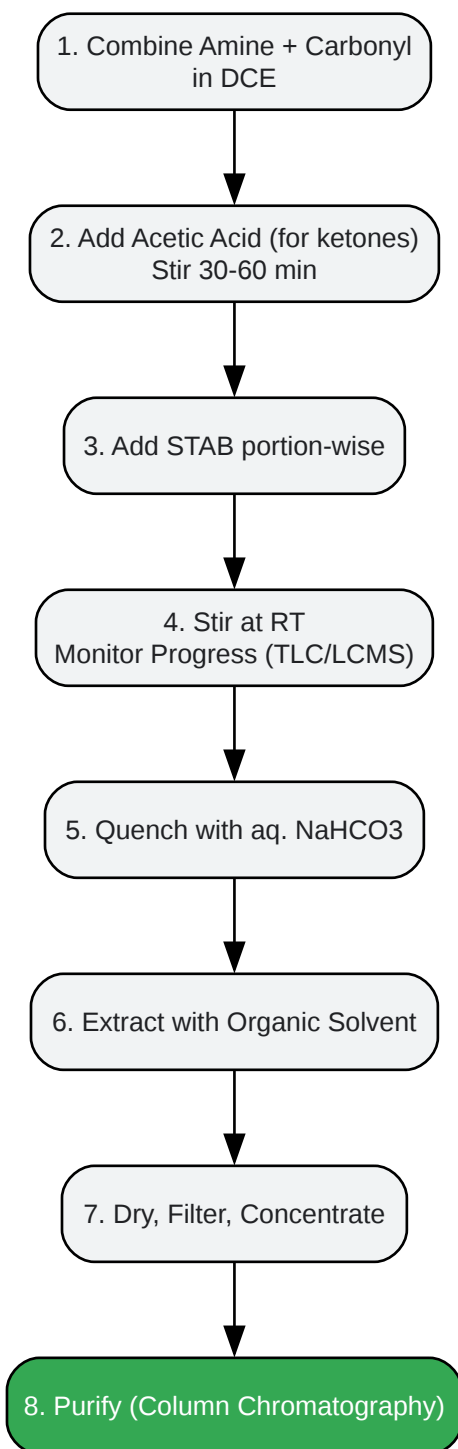 1. Combine Amine + Carbonyl
in DCE
2. Add Acetic Acid (for ketones)
Stir 30-60 min
3. Add STAB portion-wise
4. Stir at RT
Monitor Progress (TLC/LCMS)
5. Quench with aq. NaHCO3
6. Extract with Organic Solvent
7. Dry, Filter, Concentrate
8. Purify (Column Chromatography)